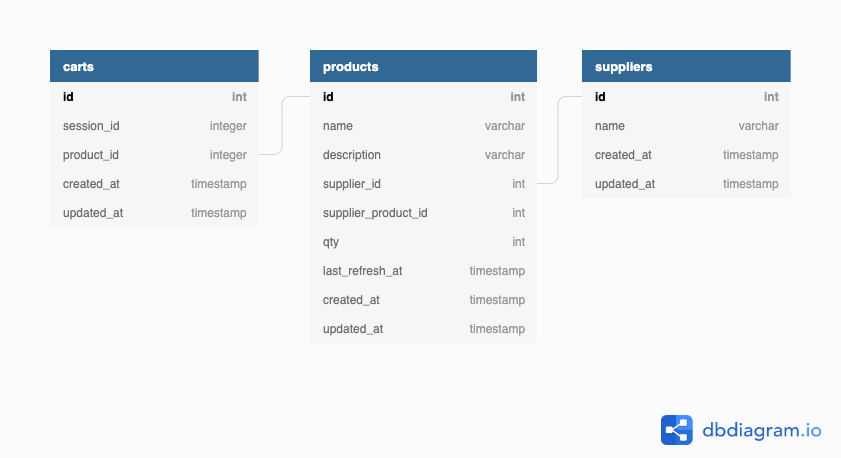 carts
id int
session_id integer
product_id integer
created_at timestamp
updated_at timestamp
products
id int
name varchar
description varchar
supplier_id int
supplier_product_id int
qty int
last_refresh_at timestamp
created_at timestamp
updated_at timestamp
suppliers
id int
name varchar
created_at timestamp
updated_at timestamp
dbdiagram.io